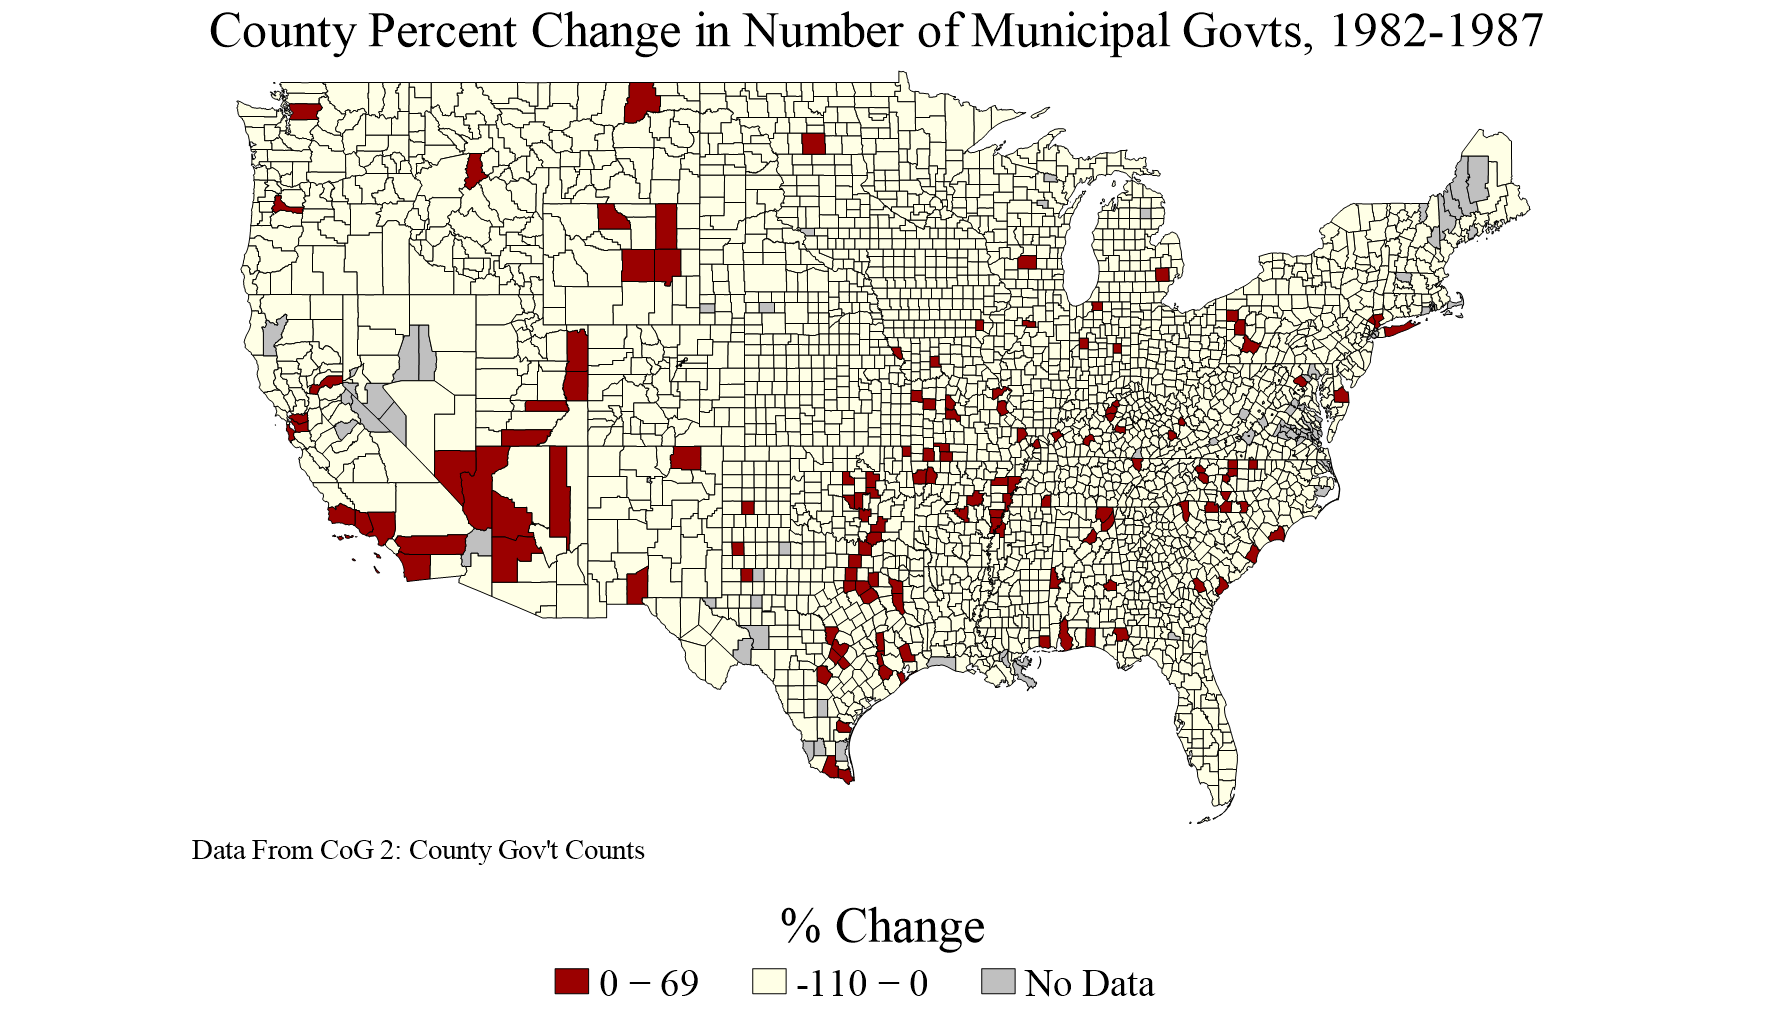 County Percent Change in Number of Municipal Govts, 1982-1987
Data From CoG 2: County Gov't Counts
% Change
0 − 69
-110 − 0
No Data